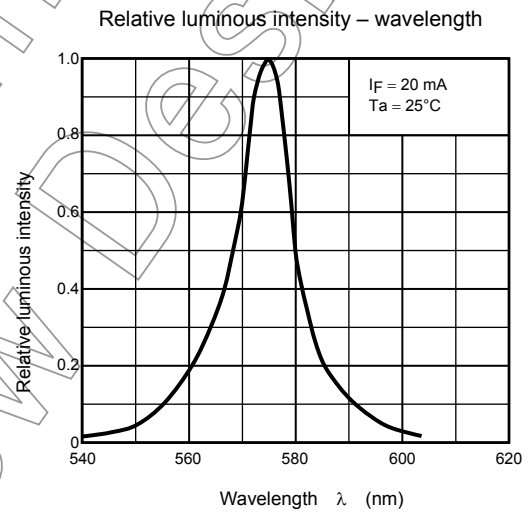 Relative luminous intensity – wavelength
IF = 20 mA
Ta = 25°C
Relative luminous intensity
1.0
0.8
0.6
0.4
0.2
0
540
560
580
600
620
Wavelength λ (nm)